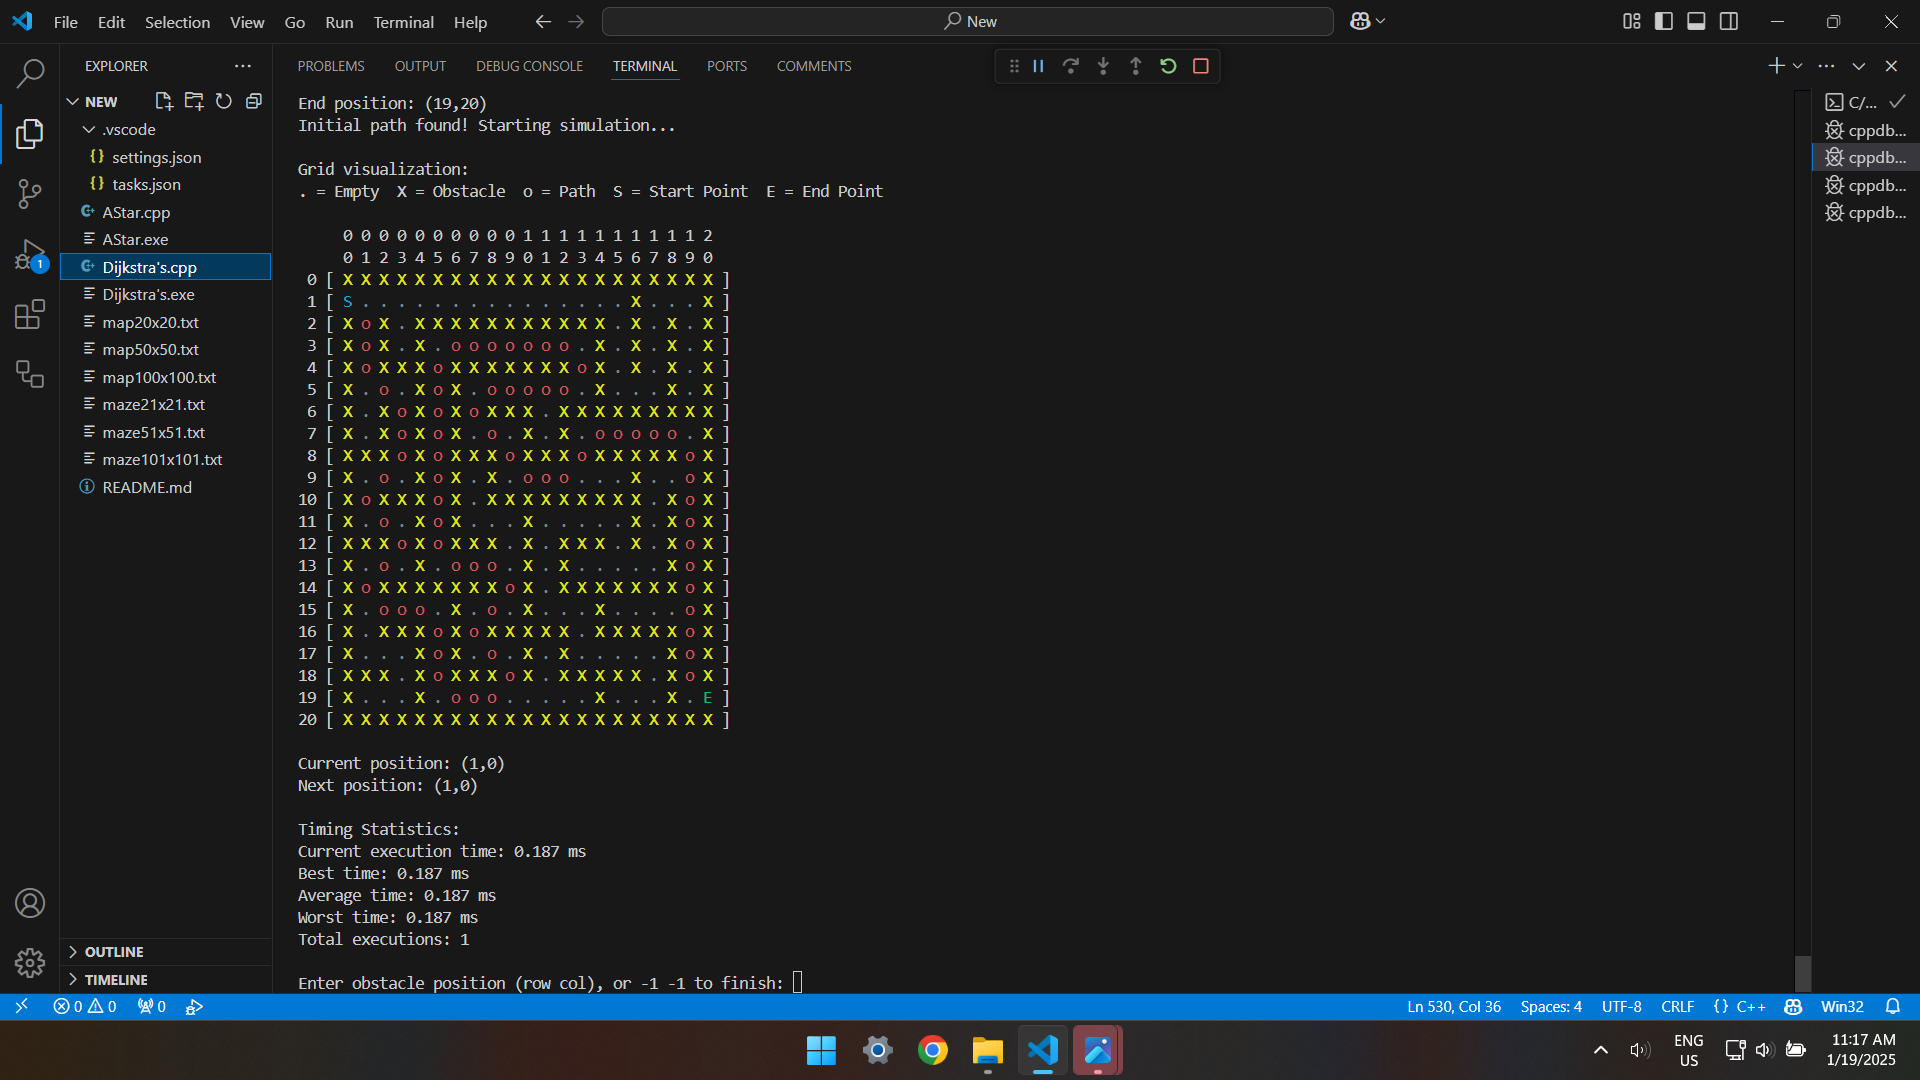 File Edit Selection View Go Run Terminal Help
New
EXPLORER
NEW
.vscode
{} settings.json
{} tasks.json
AStar.cpp
AStar.exe
Dijkstra's.cpp
Dijkstra's.exe
map20x20.txt
map50x50.txt
map100x100.txt
maze21x21.txt
maze51x51.txt
maze101x101.txt
README.md
OUTLINE
TIMELINE
1
PROBLEMS OUTPUT DEBUG CONSOLE TERMINAL PORTS COMMENTS
End position: (19,20)
Initial path found! Starting simulation...
Grid visualization:
. = Empty  X = Obstacle  o = Path  S = Start Point  E = End Point
0 0 0 0 0 0 0 0 0 0 1 1 1 1 1 1 1 1 1 1 2
0 1 2 3 4 5 6 7 8 9 0 1 2 3 4 5 6 7 8 9 0
0 [ X X X X X X X X X X X X X X X X X X X X X ]
1 [ S . . . . . . . . . . . . . . . X . . . X ]
2 [ X o X . X X X X X X X X X X X . X . X . X ]
3 [ X o X . X . o o o o o o o . X . X . X . X ]
4 [ X o X X X o X X X X X X X o X . X . X . X ]
5 [ X . o . X o X . o o o o o . X . . . X . X ]
6 [ X . X o X o X o X X X . X X X X X X X X X ]
7 [ X . X o X o X . o . X . X . o o o o o . X ]
8 [ X X X o X o X X X o X X X o X X X X X o X ]
9 [ X . o . X o X . X . o o o . . . X . . o X ]
10 [ X o X X X o X . X X X X X X X X X . X o X ]
11 [ X . o . X o X . . . X . . . . . X . X o X ]
12 [ X X X o X o X X X . X . X X X . X . X o X ]
13 [ X . o . X . o o o . X . X . . . . . X o X ]
14 [ X o X X X X X X X o X . X X X X X X X o X ]
15 [ X . o o o . X . o . X . . . X . . . . o X ]
16 [ X . X X X o X o X X X X X . X X X X X o X ]
17 [ X . . . X o X . o . X . X . . . . . X o X ]
18 [ X X X . X o X X X o X . X X X X X . X o X ]
19 [ X . . . X . o o o . . . . . X . . . X . E ]
20 [ X X X X X X X X X X X X X X X X X X X X X ]
Current position: (1,0)
Next position: (1,0)
Timing Statistics:
Current execution time: 0.187 ms
Best time: 0.187 ms
Average time: 0.187 ms
Worst time: 0.187 ms
Total executions: 1
Enter obstacle position (row col), or -1 -1 to finish:
C/...
cppdb...
cppdb...
cppdb...
cppdb...
0 0 0
Ln 530, Col 36 Spaces: 4 UTF-8 CRLF {} C++ Win32
ENG
US
11:17 AM
1/19/2025